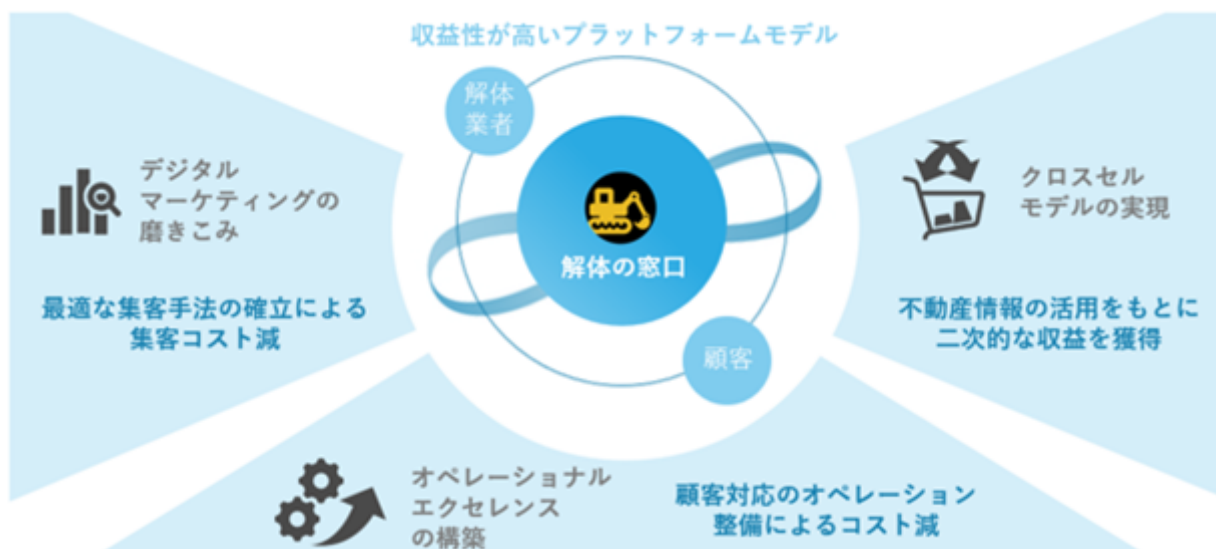 収益性が高いプラットフォームモデル
解体
業者
解体の窓口
顧客
デジタル
マーケティングの
磨きこみ
最適な集客手法の確立による
集客コスト減
クロスセル
モデルの実現
不動産情報の活用をもとに
二次的な収益を獲得
オペレーショナル
エクセレンス
の構築
顧客対応のオペレーション
整備によるコスト減